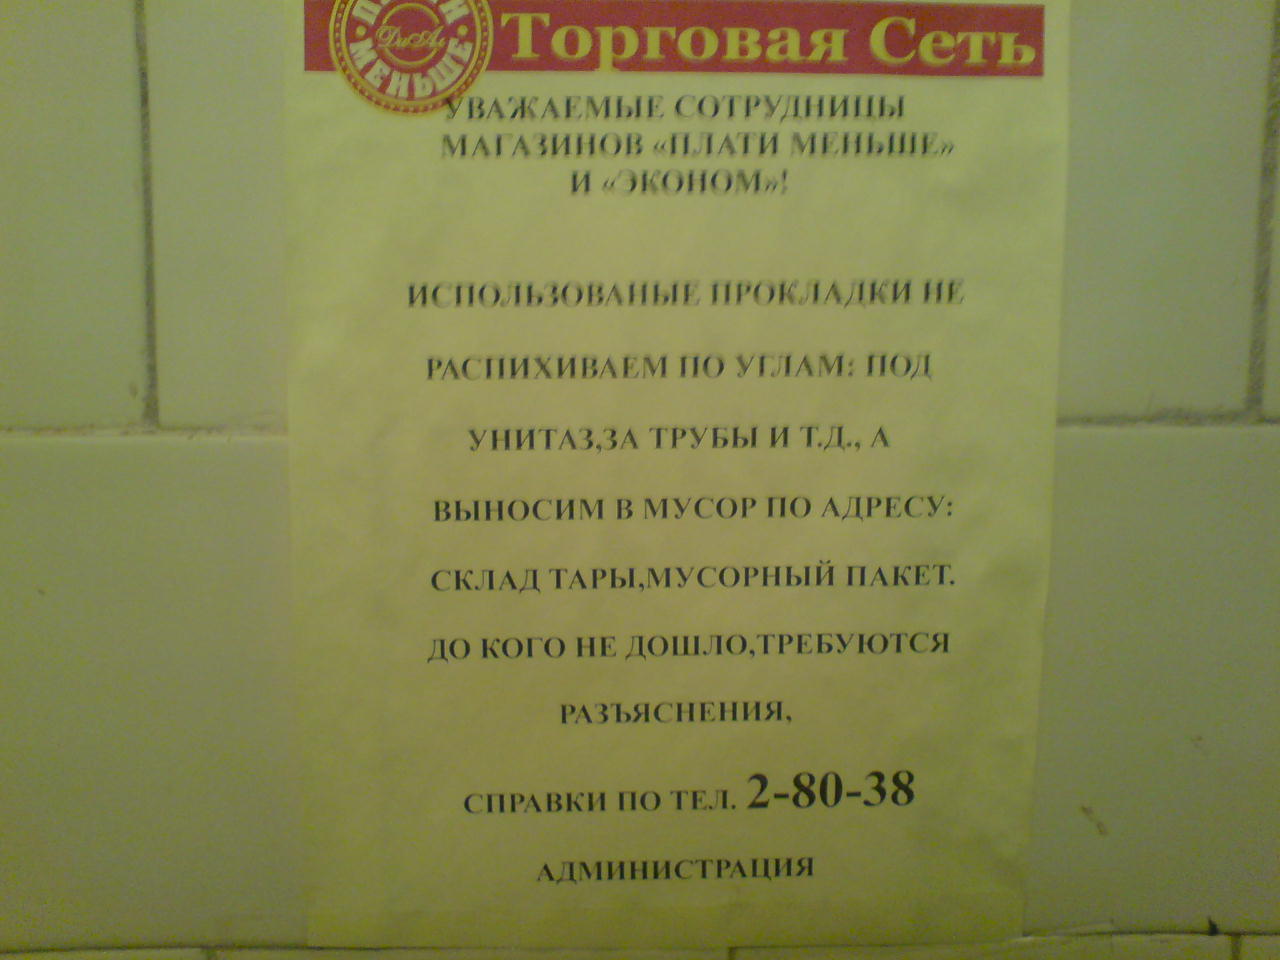 Торговая Сеть
МЕНЬШЕ
УВАЖАЕМЫЕ СОТРУДНИЦЫ
МАГАЗИНОВ «ПЛАТИ МЕНЬШЕ»
И «ЭКОНОМ»!
ИСПОЛЬЗОВАНЫЕ ПРОКЛАДКИ НЕ
РАСПИХИВАЕМ ПО УГЛАМ: ПОД
УНИТАЗ,ЗА ТРУБЫ И Т.Д., А
ВЫНОСИМ В МУСОР ПО АДРЕСУ:
СКЛАД ТАРЫ,МУСОРНЫЙ ПАКЕТ.
ДО КОГО НЕ ДОШЛО,ТРЕБУЮТСЯ
РАЗЪЯСНЕНИЯ,
СПРАВКИ ПО ТЕЛ. 2-80-38
АДМИНИСТРАЦИЯ